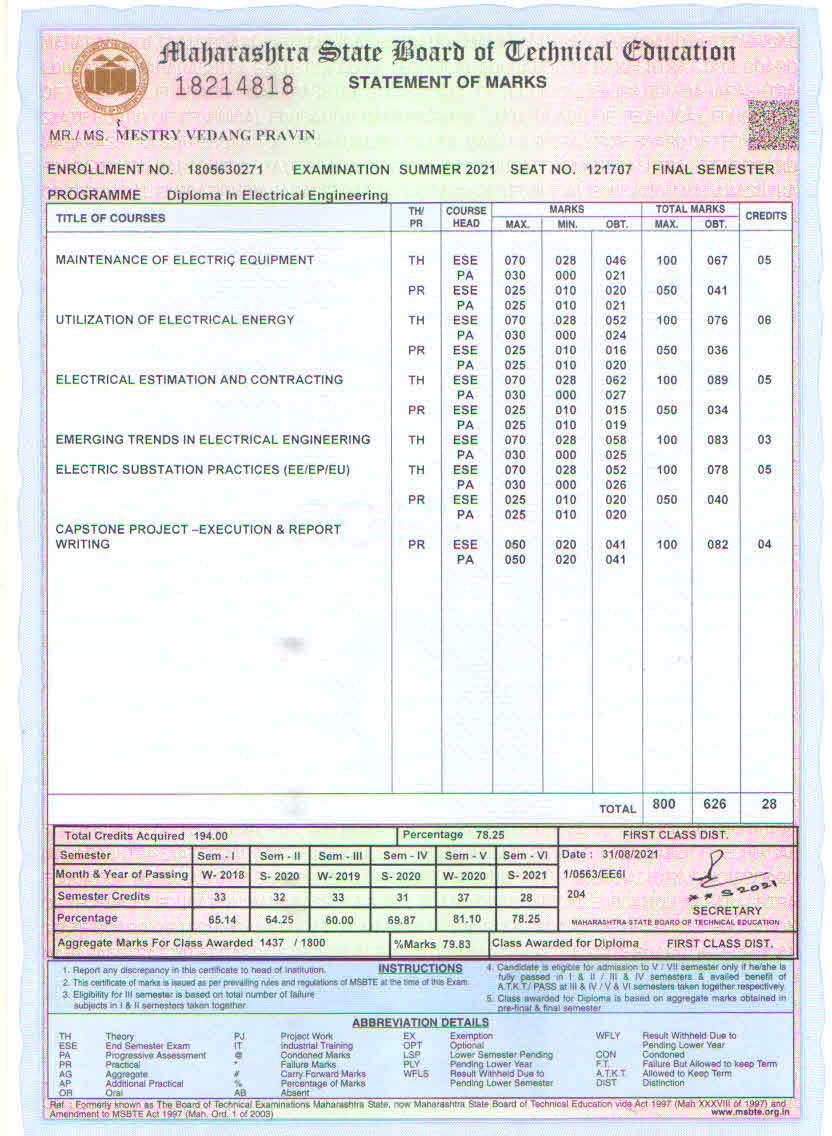 Maharashtra State Board of Technical Education
18214818
STATEMENT OF MARKS
MR./ MS. MESTRY VEDANG PRAVIN
ENROLLMENT NO. 1805630271 EXAMINATION SUMMER 2021 SEAT NO. 121707 FINAL SEMESTER
PROGRAMME Diploma In Electrical Engineering
TITLE OF COURSES TH/ PR COURSE HEAD MARKS MAX. MIN. OBT. TOTAL MARKS MAX. OBT. CREDITS
MAINTENANCE OF ELECTRIC EQUIPMENT TH ESE 070 028 046 100 067 05
PA 030 000 021
PR ESE 025 010 020 050 041
PA 025 010 021
UTILIZATION OF ELECTRICAL ENERGY TH ESE 070 028 052 100 076 06
PA 030 000 024
PR ESE 025 010 016 050 036
PA 025 010 020
ELECTRICAL ESTIMATION AND CONTRACTING TH ESE 070 028 062 100 089 05
PA 030 000 027
PR ESE 025 010 015 050 034
PA 025 010 019
EMERGING TRENDS IN ELECTRICAL ENGINEERING TH ESE 070 028 058 100 083 03
PA 030 000 025
ELECTRIC SUBSTATION PRACTICES (EE/EP/EU) TH ESE 070 028 052 100 078 05
PA 030 000 026
PR ESE 025 010 020 050 040
PA 025 010 020
CAPSTONE PROJECT –EXECUTION & REPORT
WRITING PR ESE 050 020 041 100 082 04
PA 050 020 041
TOTAL 800 626 28
Total Credits Acquired 194.00 Percentage 78.25 FIRST CLASS DIST.
Semester Sem - I Sem - II Sem - III Sem - IV Sem - V Sem - VI Date : 31/08/2021
Month & Year of Passing W- 2018 S- 2020 W- 2019 S- 2020 W- 2020 S- 2021 1/0563/EE6I
Semester Credits 33 32 33 31 37 28 204
Percentage 65.14 64.25 60.00 69.87 81.10 78.25
SECRETARY
MAHARASHTRA STATE BOARD OF TECHNICAL EDUCATION
Aggregate Marks For Class Awarded 1437 / 1800 %Marks 79.83 Class Awarded for Diploma FIRST CLASS DIST.
INSTRUCTIONS
1. Report any discrepancy in this certificate to head of Institution.
2. This certificate of marks is issued as per prevailing rules and regulations of MSBTE at the time of this Exam.
3. Eligibility for III semester is based on total number of failure
subjects in I & II semesters taken together.
4. Candidate is eligible for admission to V / VII semester only if he/she is
fully passed in I & II / III & IV semesters & availed benefit of
A.T.K.T./ PASS at III & IV / V & VI semesters taken together respectively.
5. Class awarded for Diploma is based on aggregate marks obtained in
pre-final & final semester
ABBREVIATION DETAILS
TH Theory PJ Project Work EX Exemption WFLY Result Withheld Due to
ESE End Semester Exam IT Industrial Training OPT Optional Pending Lower Year
PA Progressive Assessment @ Condoned Marks LSP Lower Semester Pending CON Condoned
PR Practical * Failure Marks PLY Pending Lower Year F.T. Failure But Allowed to keep Term
AG Aggregate # Carry Forward Marks WFLS Result Withheld Due to A.T.K.T. Allowed to Keep Term
AP Additional Practical % Percentage of Marks Pending Lower Semester DIST Distinction
OR Oral AB Absent
Ref. : Formerly known as The Board of Technical Examinations Maharashtra State, now Maharashtra State Board of Technical Education vide Act 1997 (Mah XXXVIII of 1997) and
Amendment to MSBTE Act 1997 (Mah. Ord. 1 of 2003) www.msbte.org.in